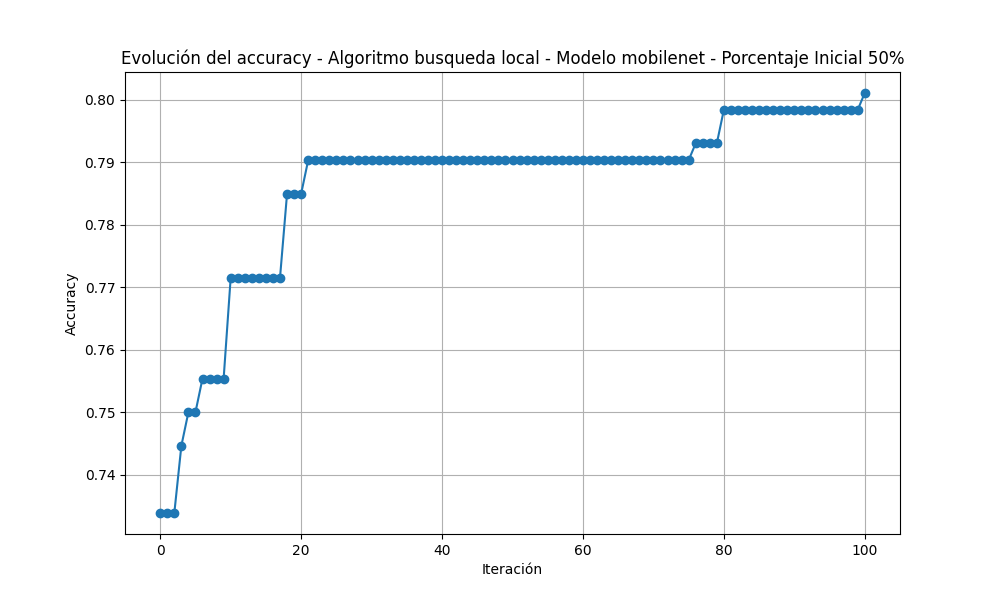 Evolución del accuracy - Algoritmo busqueda local - Modelo mobilenet - Porcentaje Inicial 50%
Accuracy
0.80
0.79
0.78
0.77
0.76
0.75
0.74
0 20 40 60 80 100
Iteración